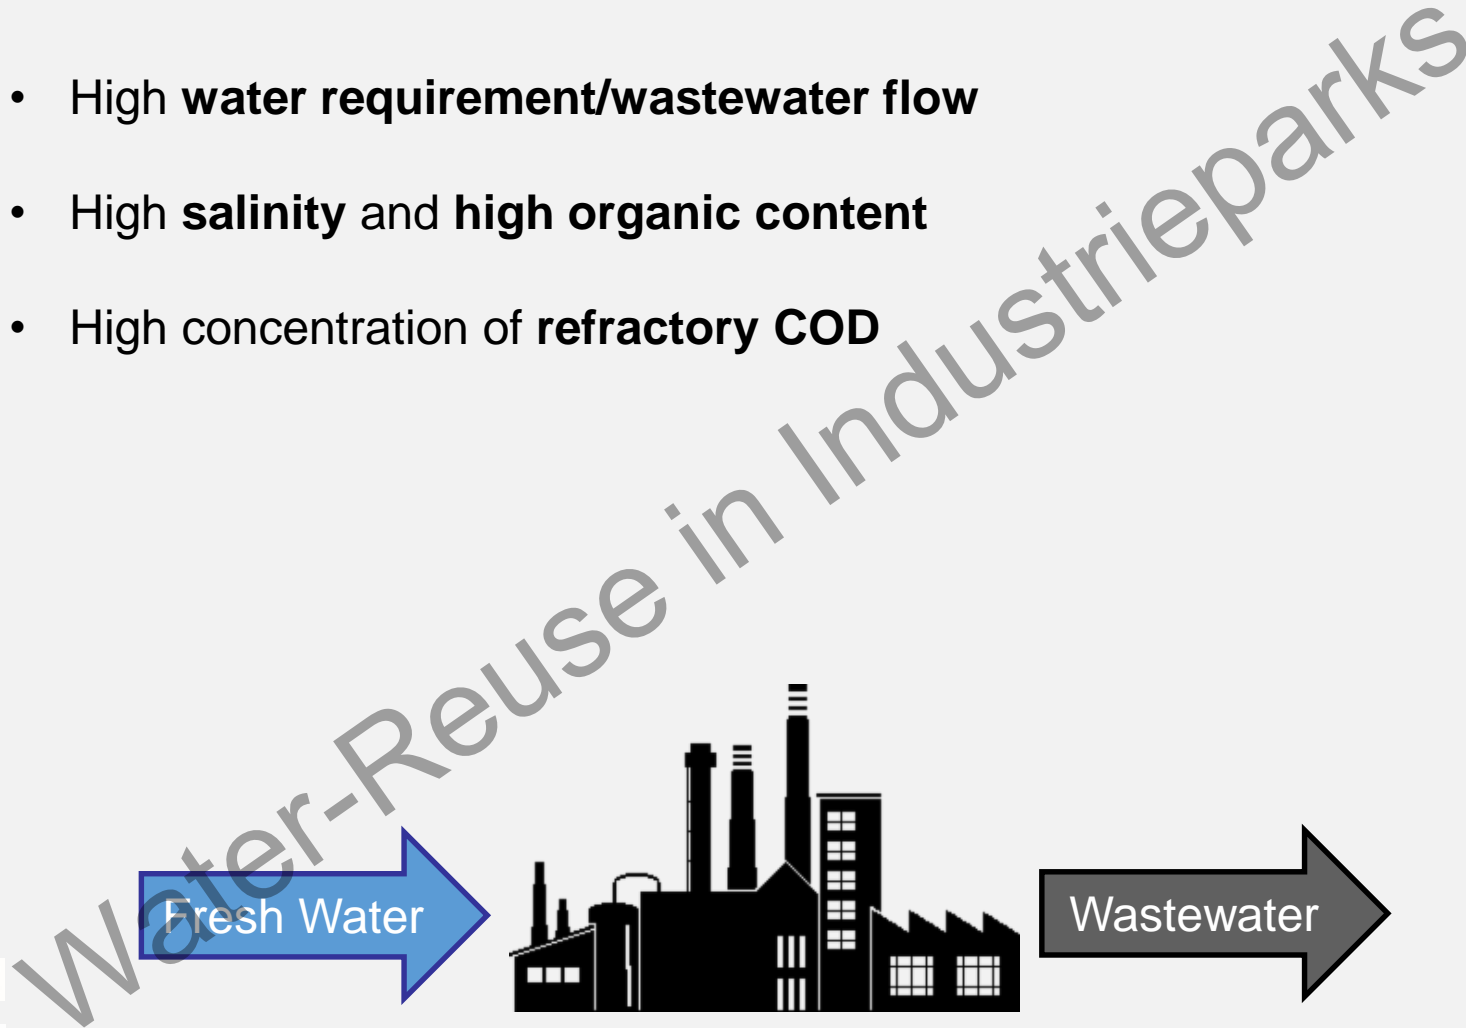 • High water requirement/wastewater flow
• High salinity and high organic content
• High concentration of refractory COD
Water-Reuse in Industrieparks
Fresh Water
Wastewater